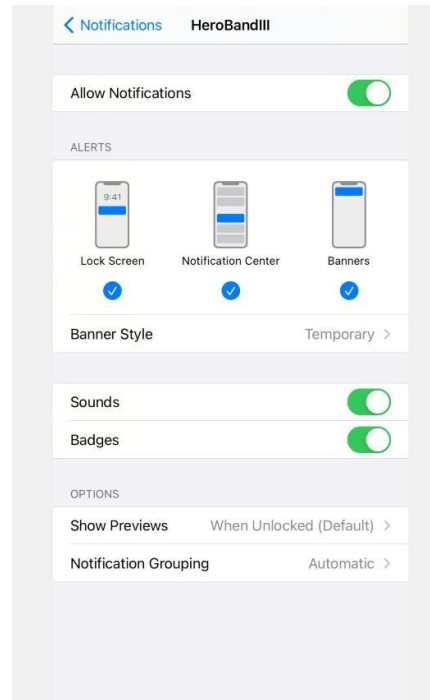 Notifications HeroBandIII
Allow Notifications
ALERTS
9:41
Lock Screen Notification Center Banners
Banner Style Temporary
Sounds
Badges
OPTIONS
Show Previews When Unlocked (Default)
Notification Grouping Automatic